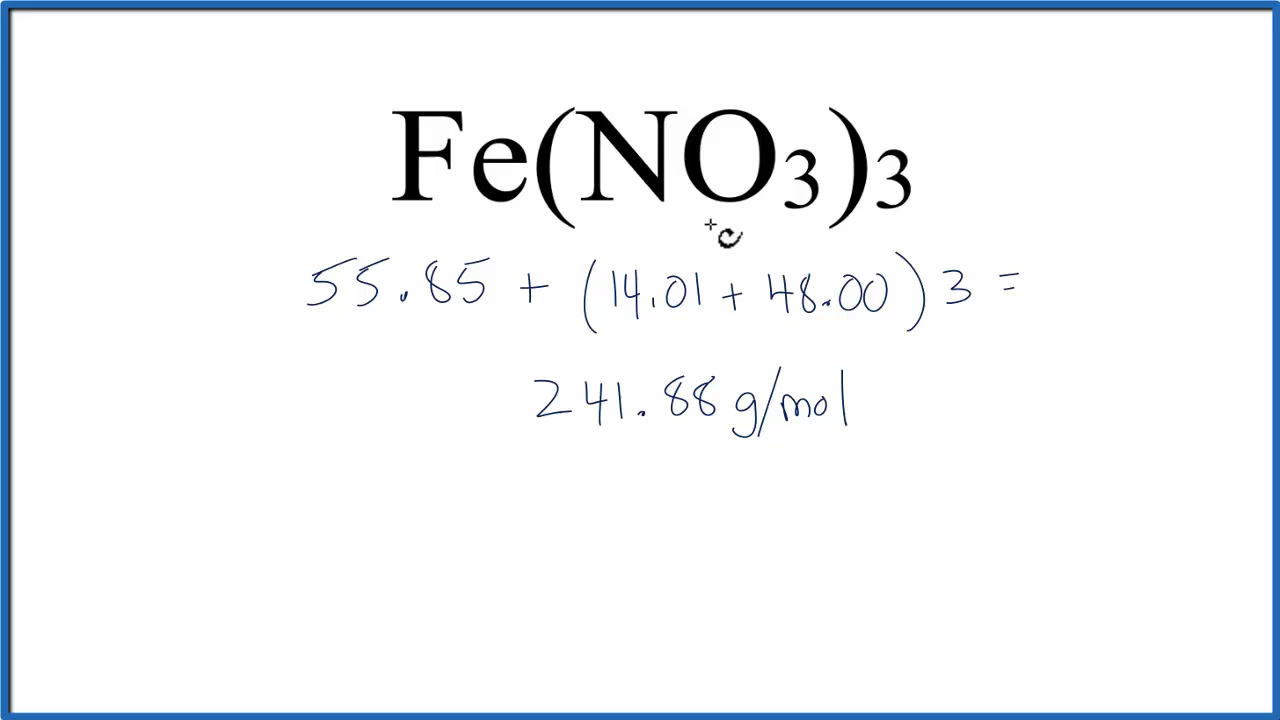 Fe(NO₃)₃
55.85 + (14.01 + 48.00) 3 =
241.88 g/mol